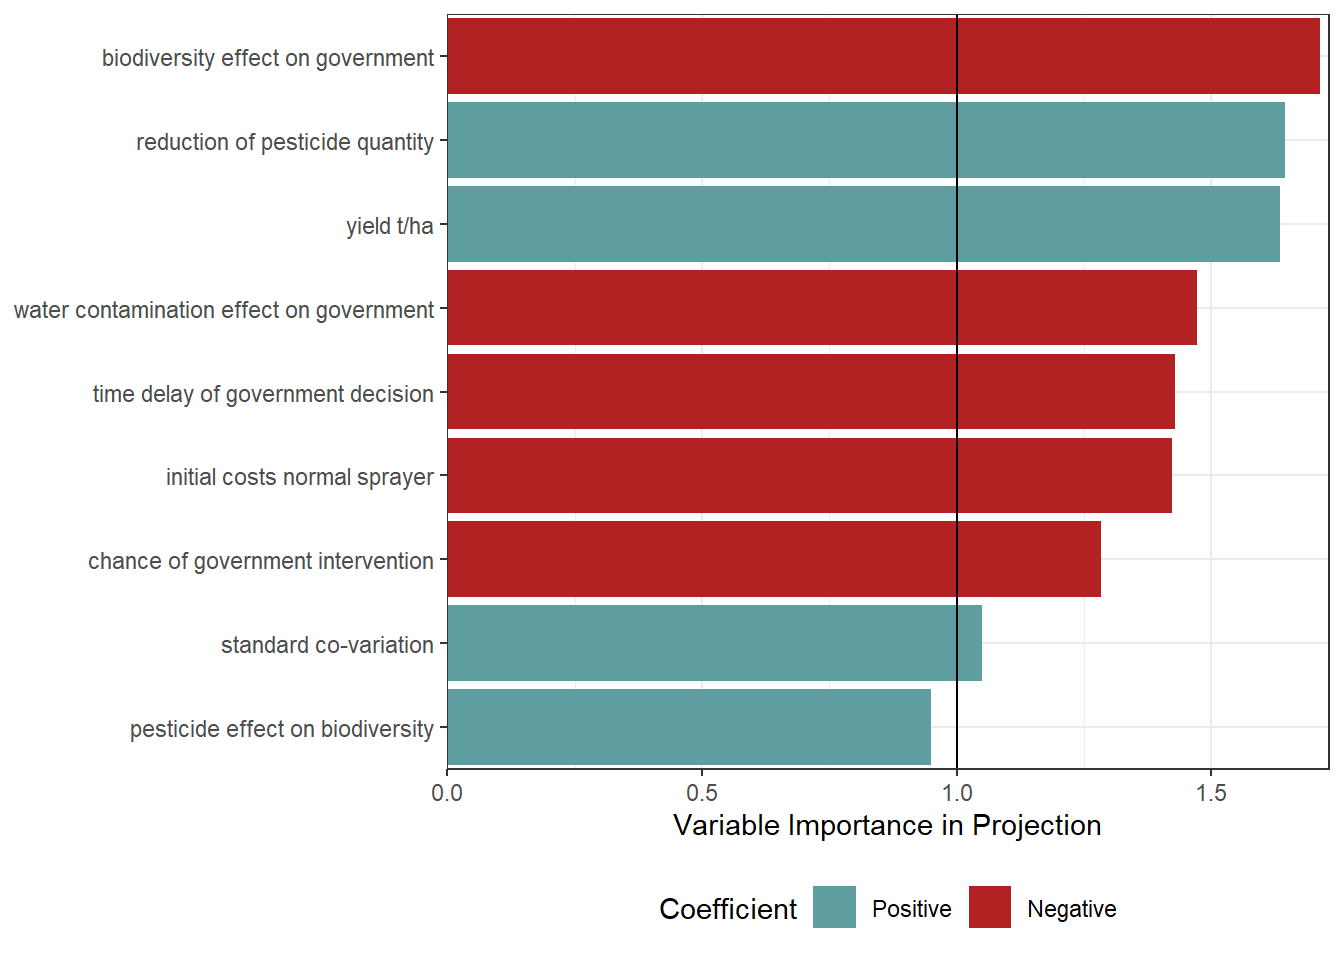 biodiversity effect on government
reduction of pesticide quantity
yield t/ha
water contamination effect on government
time delay of government decision
initial costs normal sprayer
chance of government intervention
standard co-variation
pesticide effect on biodiversity
0.0 0.5 1.0 1.5
Variable Importance in Projection
Coefficient Positive Negative